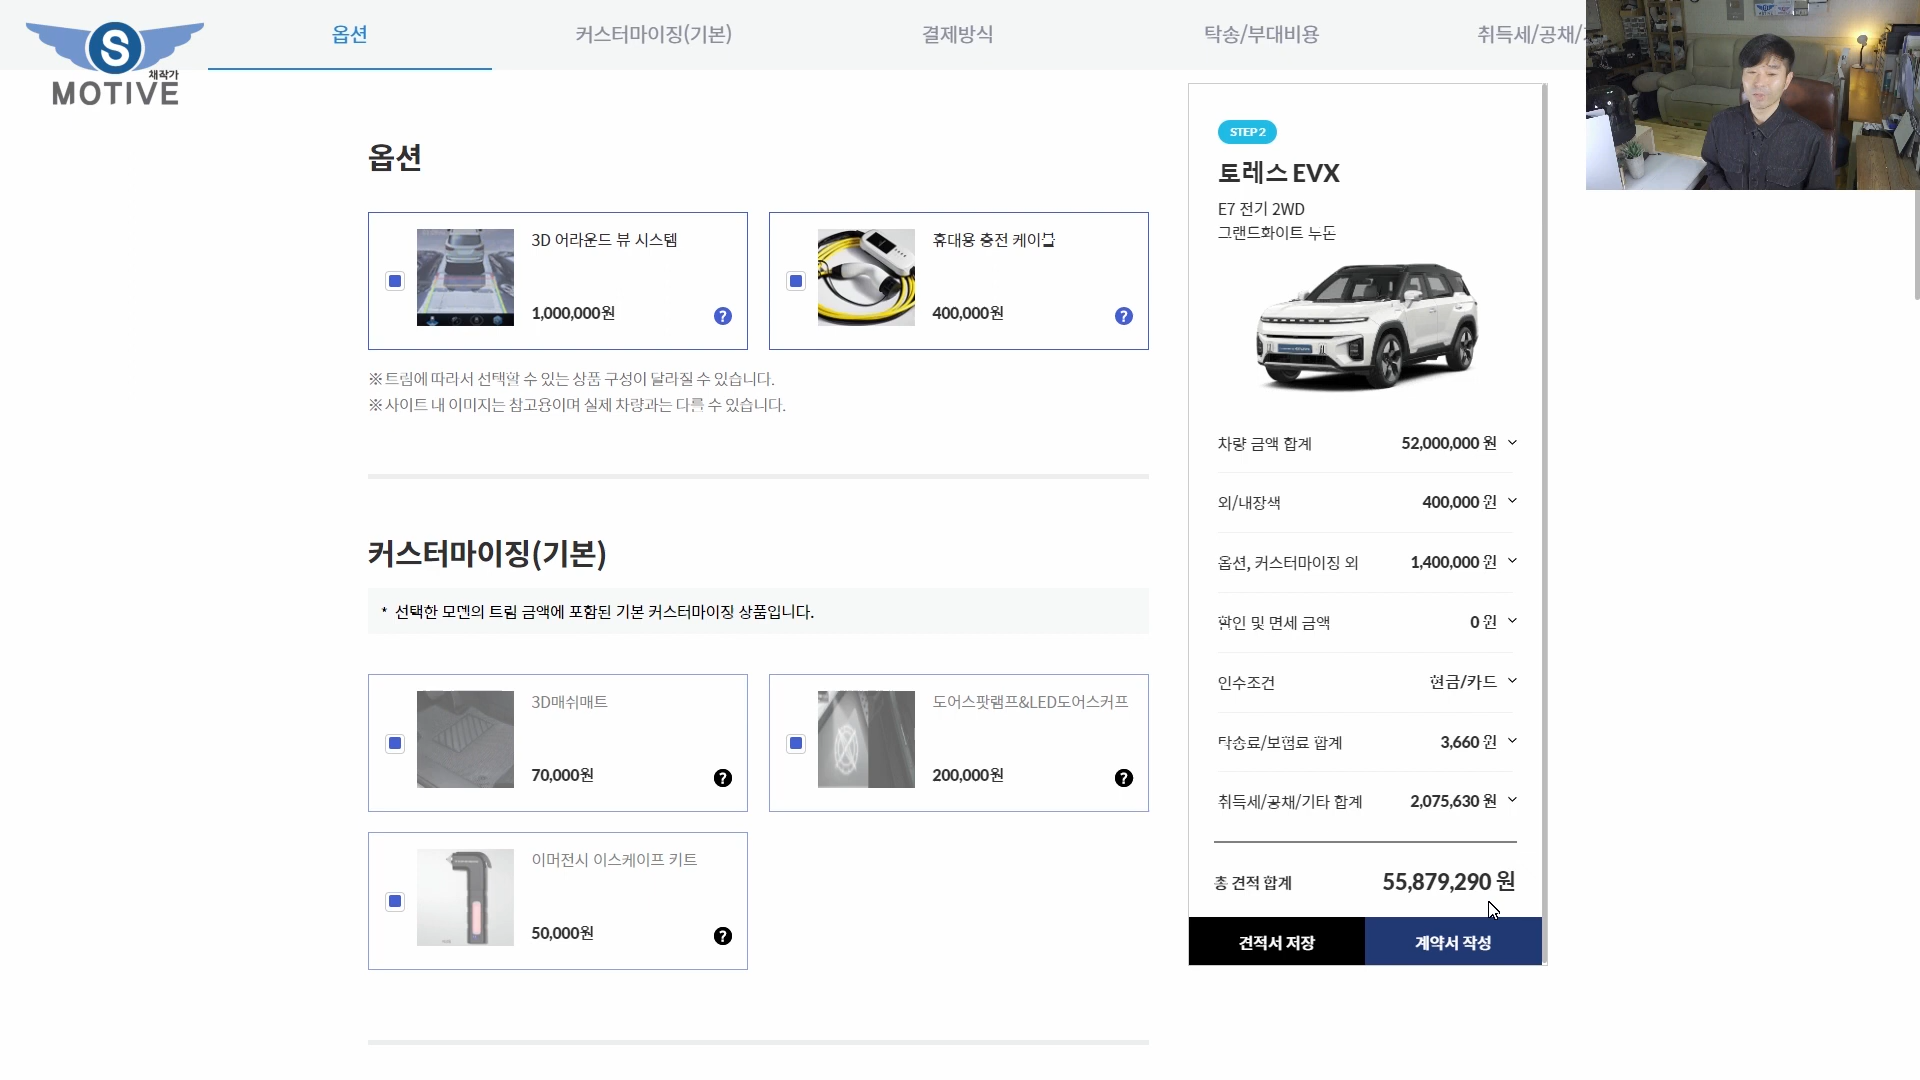 S
채작가
MOTIVE
옵션
커스터마이징(기본)
결제방식
탁송/부대비용
취득세/공채/
옵션
3D 어라운드 뷰 시스템
1,000,000원
?
휴대용 충전 케이블
400,000원
?
※ 트림에 따라서 선택할 수 있는 상품 구성이 달라질 수 있습니다.
※ 사이트 내 이미지는 참고용이며 실제 차량과는 다를 수 있습니다.
커스터마이징(기본)
* 선택한 모델의 트림 금액에 포함된 기본 커스터마이징 상품입니다.
3D매쉬매트
70,000원
?
도어스팟램프&LED도어스커프
200,000원
?
이머전시 이스케이프 키트
50,000원
?
STEP 2
토레스 EVX
E7 전기 2WD
그랜드화이트 투톤
차량 금액 합계 52,000,000 원
외/내장색 400,000 원
옵션, 커스터마이징 외 1,400,000 원
할인 및 면세 금액 0 원
인수조건 현금/카드
탁송료/보험료 합계 3,660 원
취득세/공채/기타 합계 2,075,630 원
총 견적 합계 55,879,290 원
견적서 저장
계약서 작성